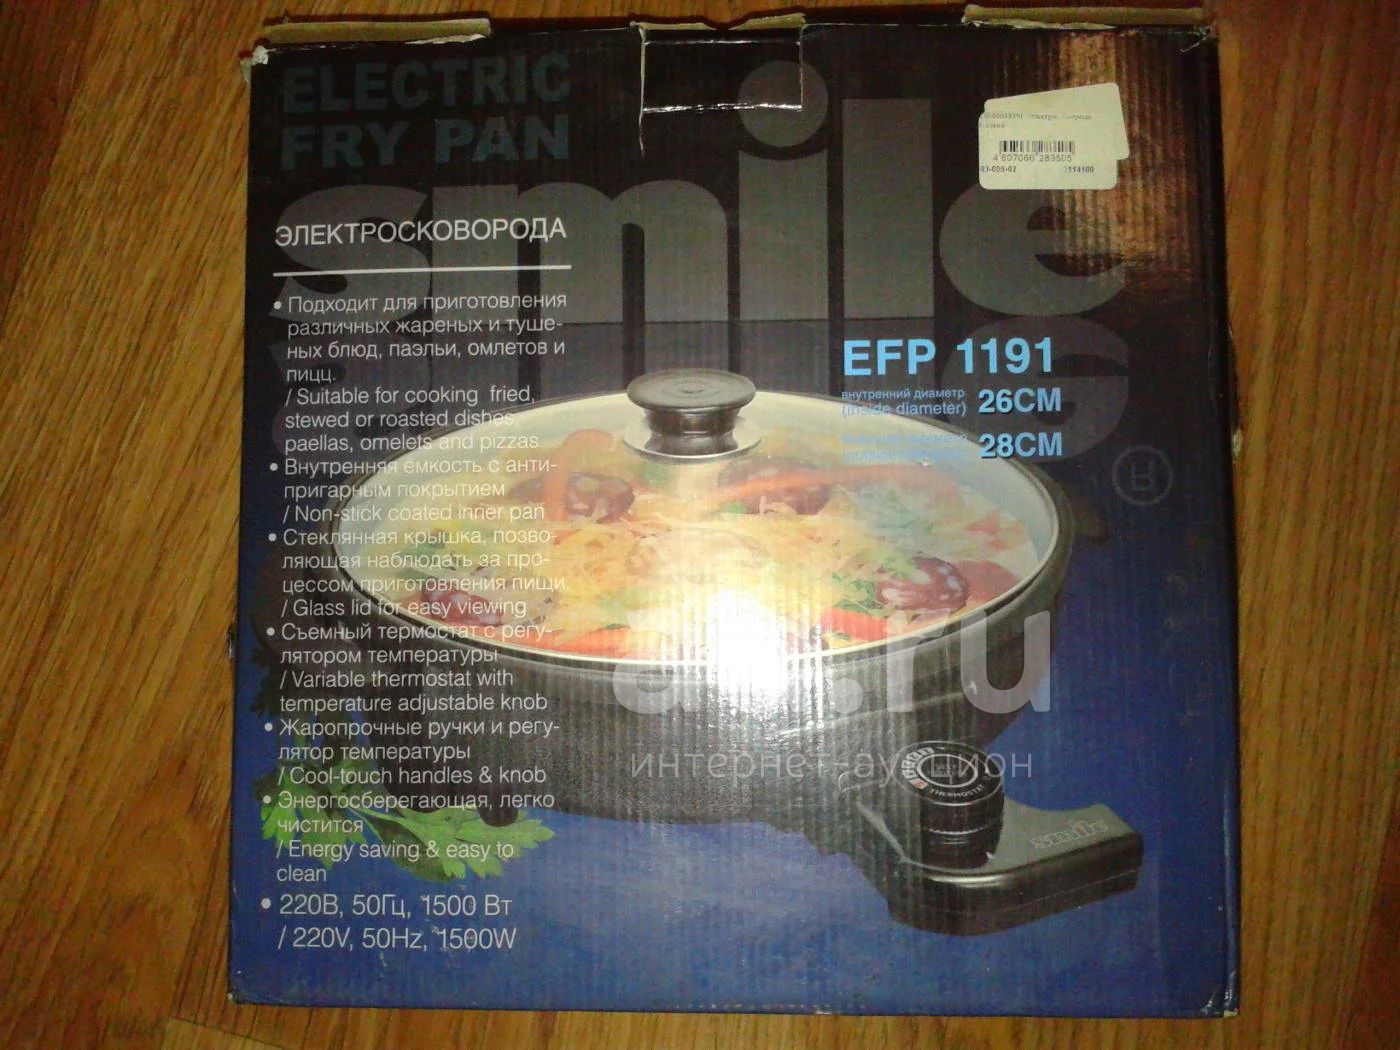 ELECTRIC
FRY PAN
smile
ЭЛЕКТРОСКОВОРОДА
• Подходит для приготовления
различных жареных и туше-
ных блюд, паэльи, омлетов и
пицц.
/ Suitable for cooking fried,
stewed or roasted dishes,
paellas, omelets and pizzas
• Внутренняя емкость с анти-
пригарным покрытием
/ Non-stick coated inner pan
• Стеклянная крышка, позво-
ляющая наблюдать за про-
цессом приготовления пищи
/ Glass lid for easy viewing
• Съемный термостат с регу-
лятором температуры
/ Variable thermostat with
temperature adjustable knob
• Жаропрочные ручки и регу-
лятор температуры
/ Cool-touch handles & knob
• Энергосберегающая, легко
чистится
/ Energy saving & easy to
clean
• 220В, 50Гц, 1500 Вт
/ 220V, 50Hz, 1500W
4 607066 283505
114100
EFP 1191
внутренний диаметр
(inside diameter) 26CM
28CM
®
THERMOSTAT
smile
.ru
интернет-аукцион